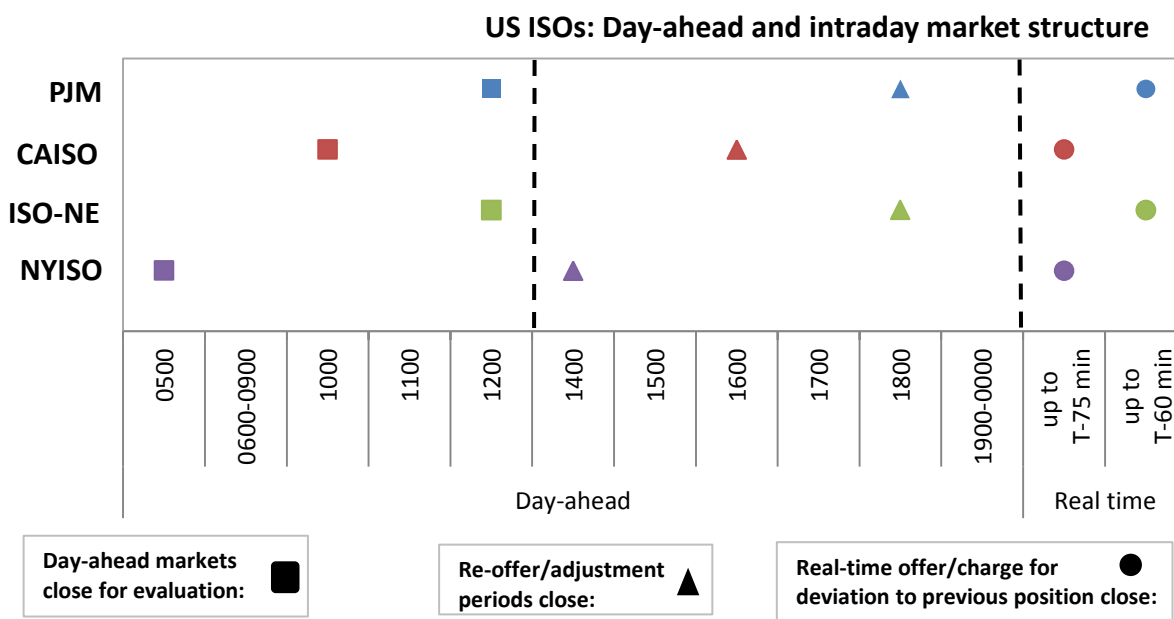 US ISOs: Day-ahead and intraday market structure
PJM
CAISO
ISO-NE
NYISO
0500
0600-0900
1000
1100
1200
1400
1500
1600
1700
1800
1900-0000
up to
T-75 min
up to
T-60 min
Day-ahead
Real time
Day-ahead markets
close for evaluation:
Re-offer/adjustment
periods close:
Real-time offer/charge for
deviation to previous position close: